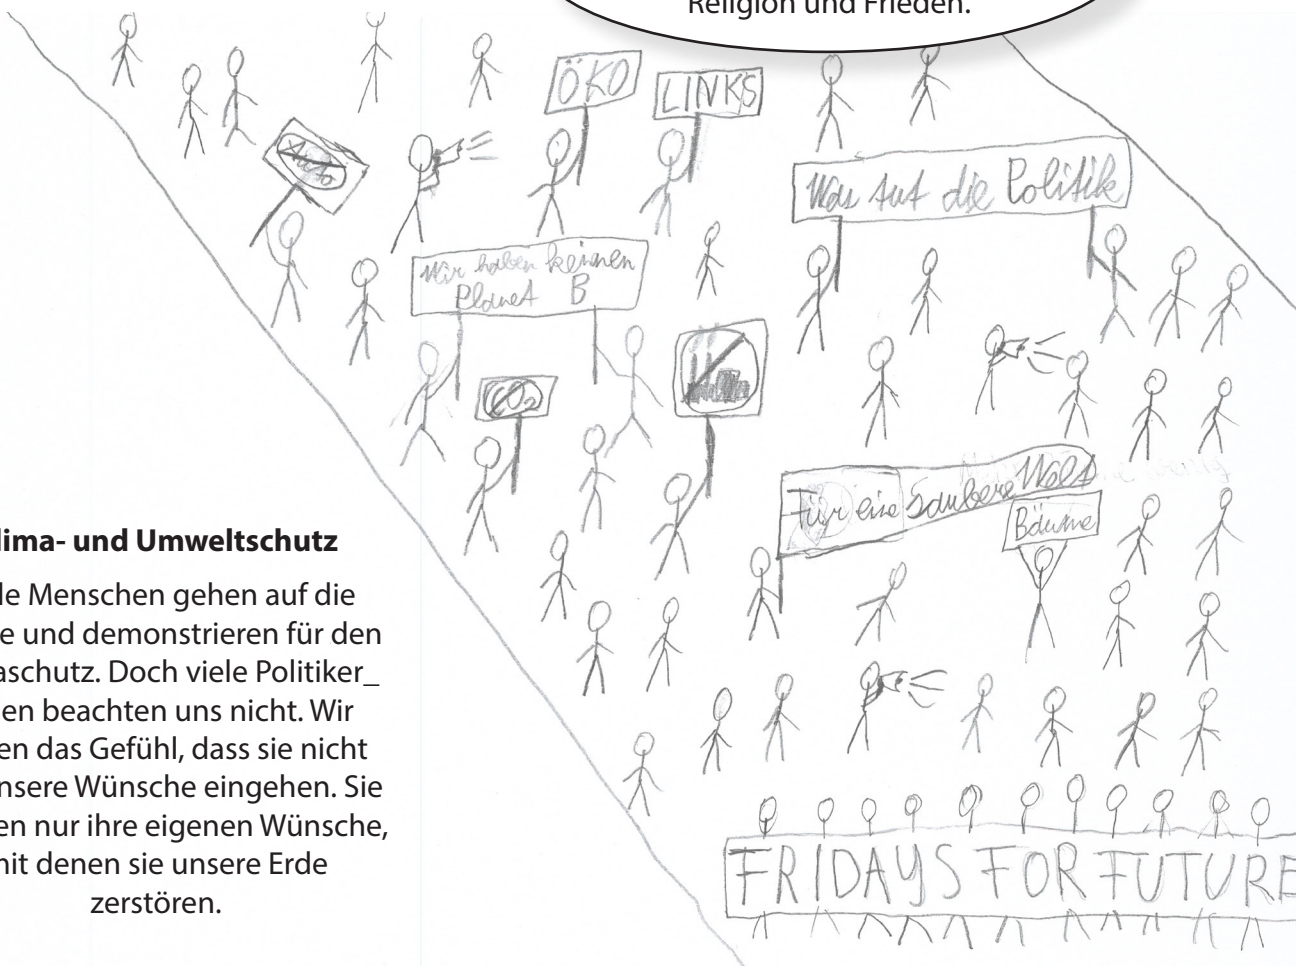 Religion und Frieden.
ÖKO
LINKS
Auto
Was tut die Politik
Wir haben keinen
Planet B
CO₂
Für eine saubere Welt
Bäume
lima- und Umweltschutz
le Menschen gehen auf die
e und demonstrieren für den
aschutz. Doch viele Politiker_
en beachten uns nicht. Wir
en das Gefühl, dass sie nicht
nsere Wünsche eingehen. Sie
en nur ihre eigenen Wünsche,
mit denen sie unsere Erde
zerstören.
FRIDAYS FOR FUTURE